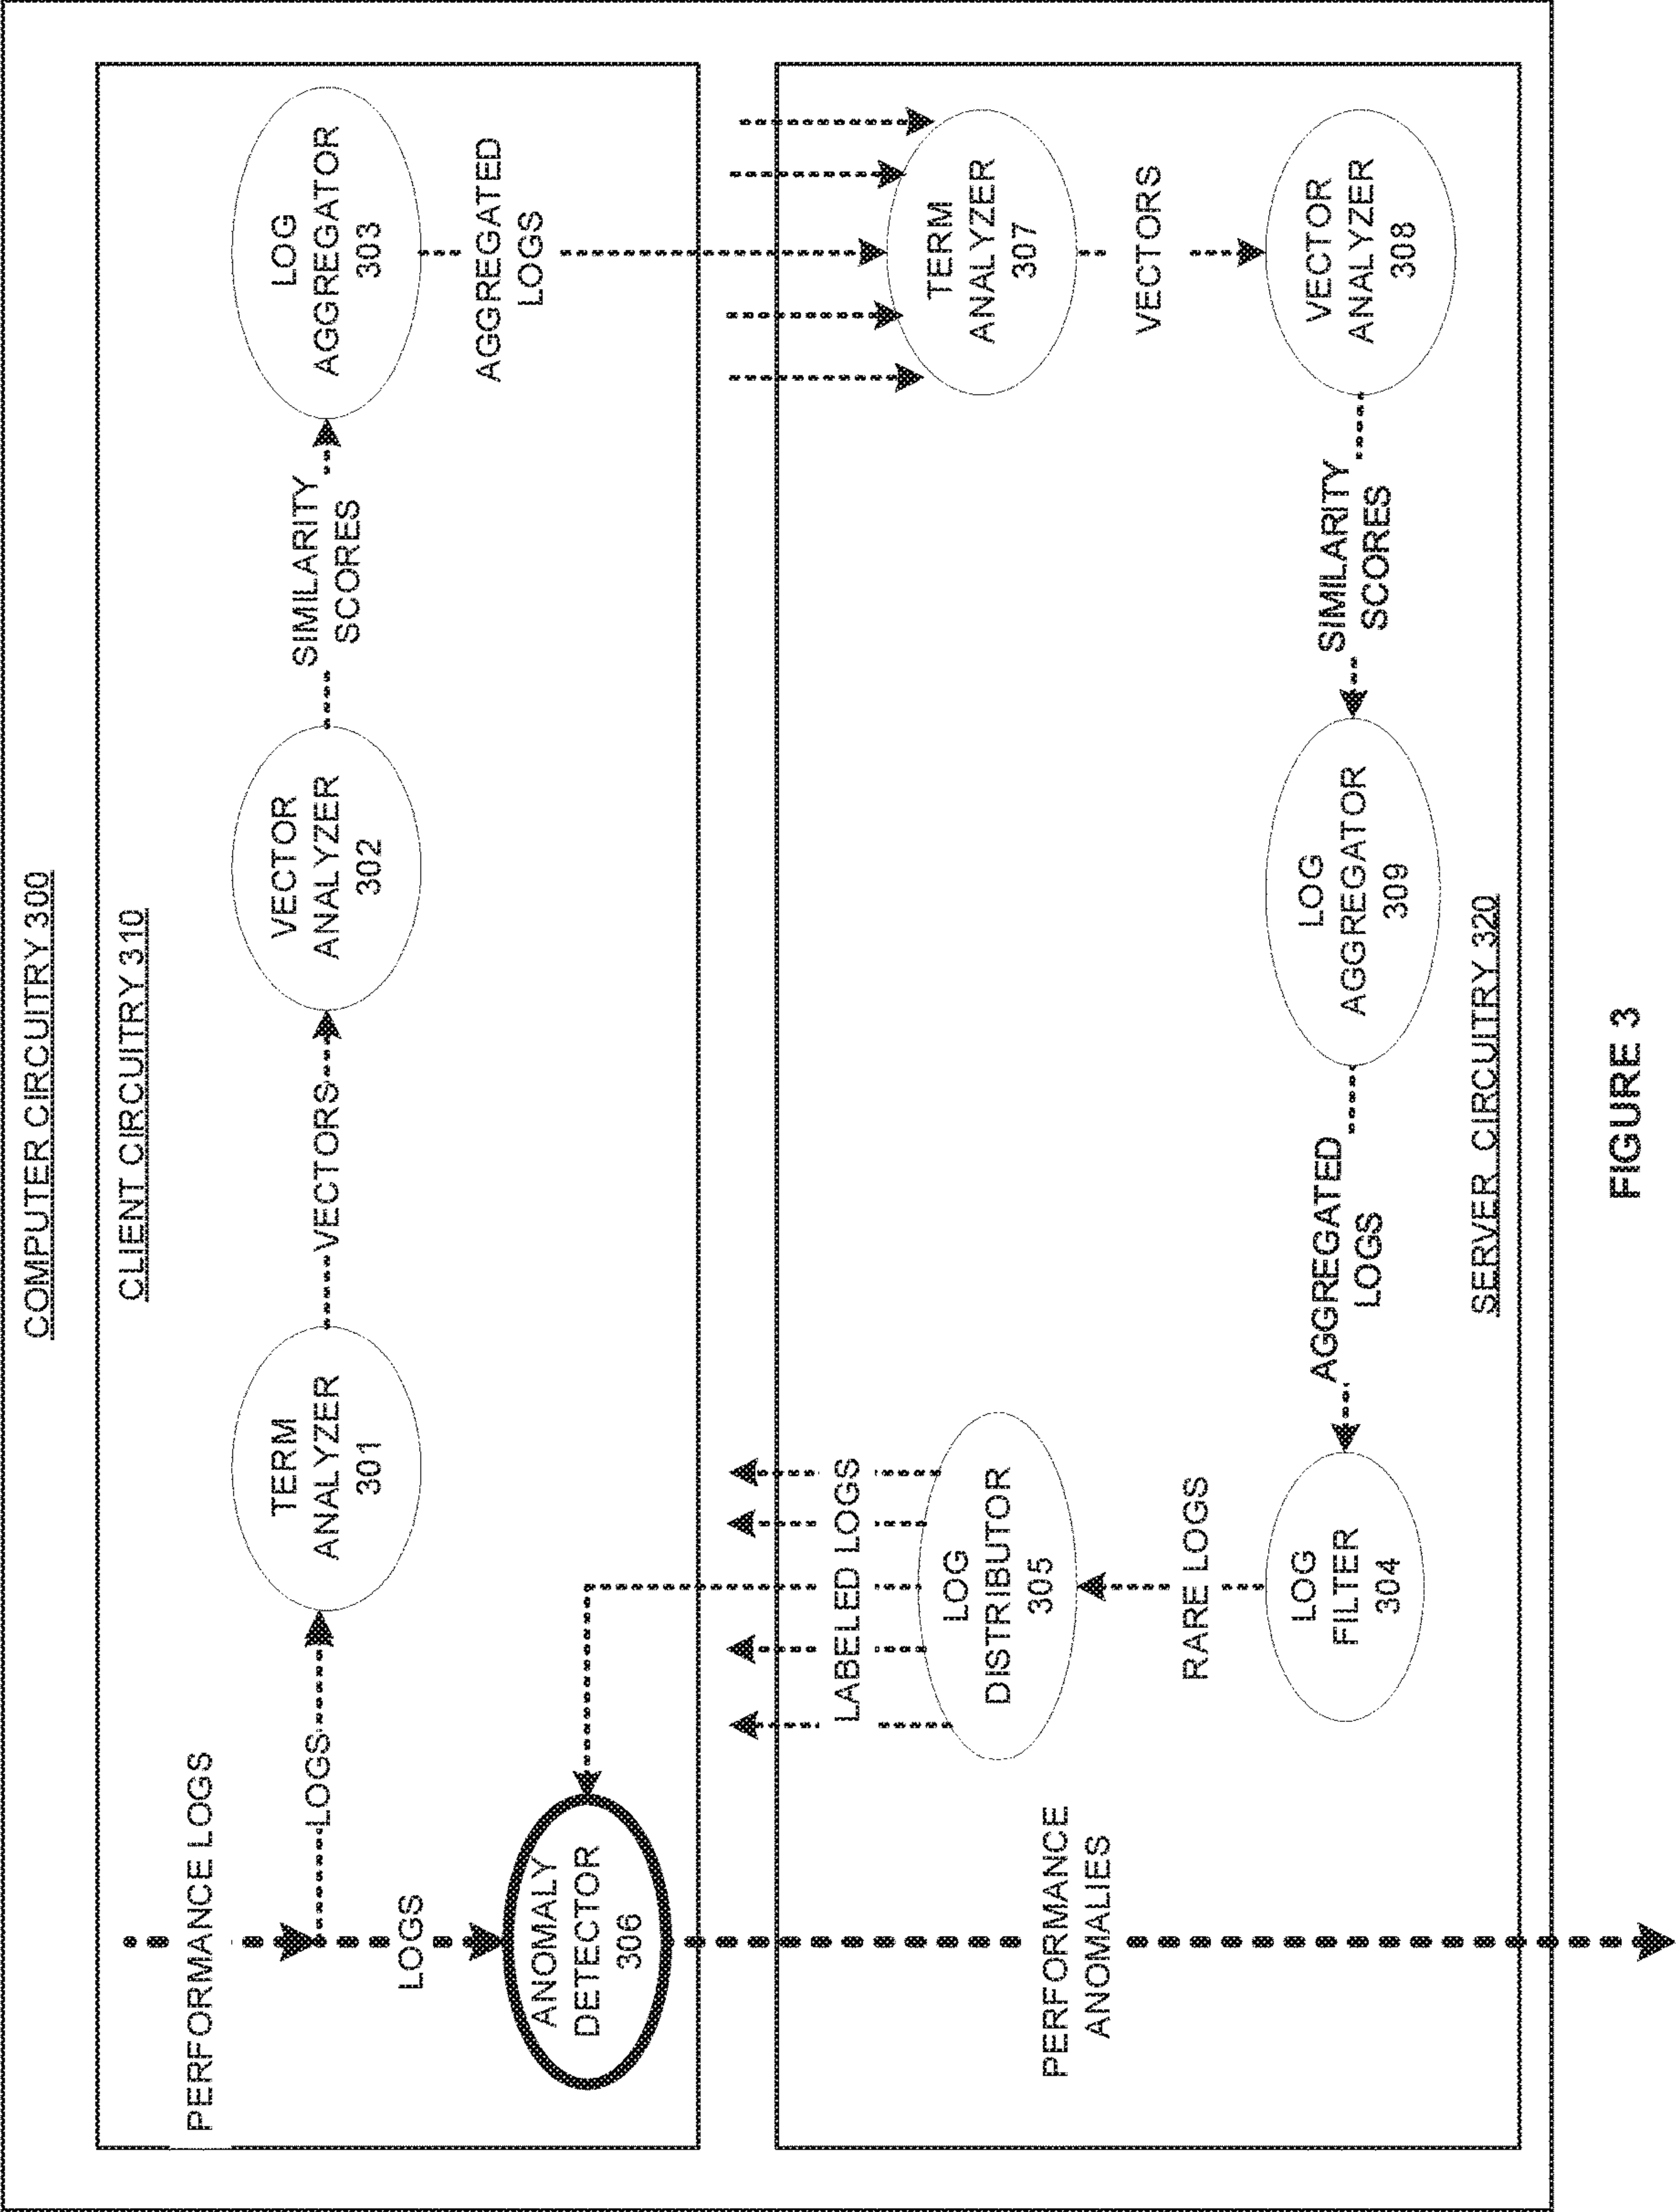 COMPUTER CIRCUITRY 300
CLIENT CIRCUITRY 310
PERFORMANCE LOGS
LOGS
TERM
ANALYZER
301
VECTORS
VECTOR
ANALYZER
302
SIMILARITY
SCORES
LOG
AGGREGATOR
303
LOGS
ANOMALY
DETECTOR
306
AGGREGATED
LOGS
LABELED LOGS
LOG
DISTRIBUTOR
305
TERM
ANALYZER
307
PERFORMANCE
ANOMALIES
RARE LOGS
VECTORS
LOG
FILTER
304
AGGREGATED
LOGS
LOG
AGGREGATOR
309
SIMILARITY
SCORES
VECTOR
ANALYZER
308
SERVER CIRCUITRY 320
FIGURE 3